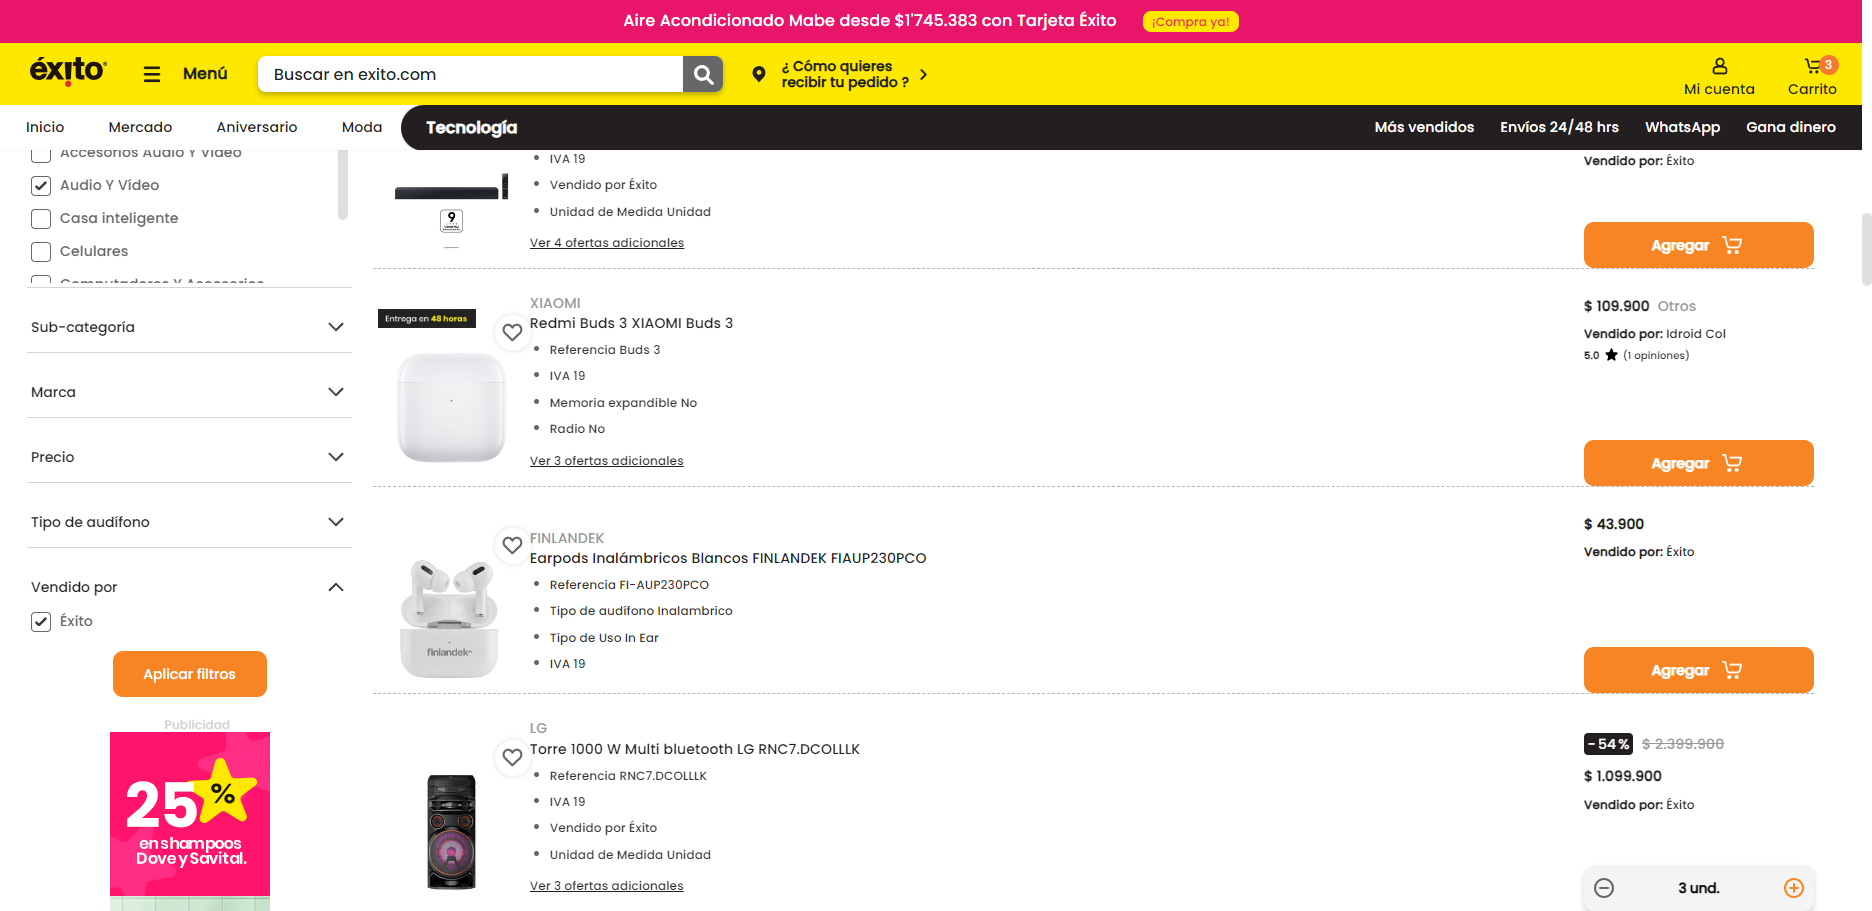 Aire Acondicionado Mabe desde $1'745.383 con Tarjeta Éxito ¡Compra ya!
éxito
Menú
Buscar en exito.com
¿ Cómo quieres
recibir tu pedido ?
Mi cuenta
3
Carrito
Inicio Mercado Aniversario Moda Tecnología Más vendidos Envíos 24/48 hrs WhatsApp Gana dinero
Accesorios Audio Y Video
Audio Y Vídeo
Casa inteligente
Celulares
Computadores Y Accesorios
Sub-categoría
Marca
Precio
Tipo de audífono
Vendido por
Éxito
Aplicar filtros
Publicidad
25%
en shampoos
Dove y Savital.
9
IVA 19
Vendido por Éxito
Unidad de Medida Unidad
Ver 4 ofertas adicionales
Vendido por: Éxito
Agregar
Entrega en 48 horas
XIAOMI
Redmi Buds 3 XIAOMI Buds 3
Referencia Buds 3
IVA 19
Memoria expandible No
Radio No
Ver 3 ofertas adicionales
$ 109.900 Otros
Vendido por: Idroid Col
5.0 (1 opiniones)
Agregar
finlandek
FINLANDEK
Earpods Inalámbricos Blancos FINLANDEK FIAUP230PCO
Referencia FI-AUP230PCO
Tipo de audífono Inalambrico
Tipo de Uso In Ear
IVA 19
$ 43.900
Vendido por: Éxito
Agregar
LG
Torre 1000 W Multi bluetooth LG RNC7.DCOLLLK
Referencia RNC7.DCOLLLK
IVA 19
Vendido por Éxito
Unidad de Medida Unidad
Ver 3 ofertas adicionales
-54% $ 2.399.900
$ 1.099.900
Vendido por: Éxito
3 und.